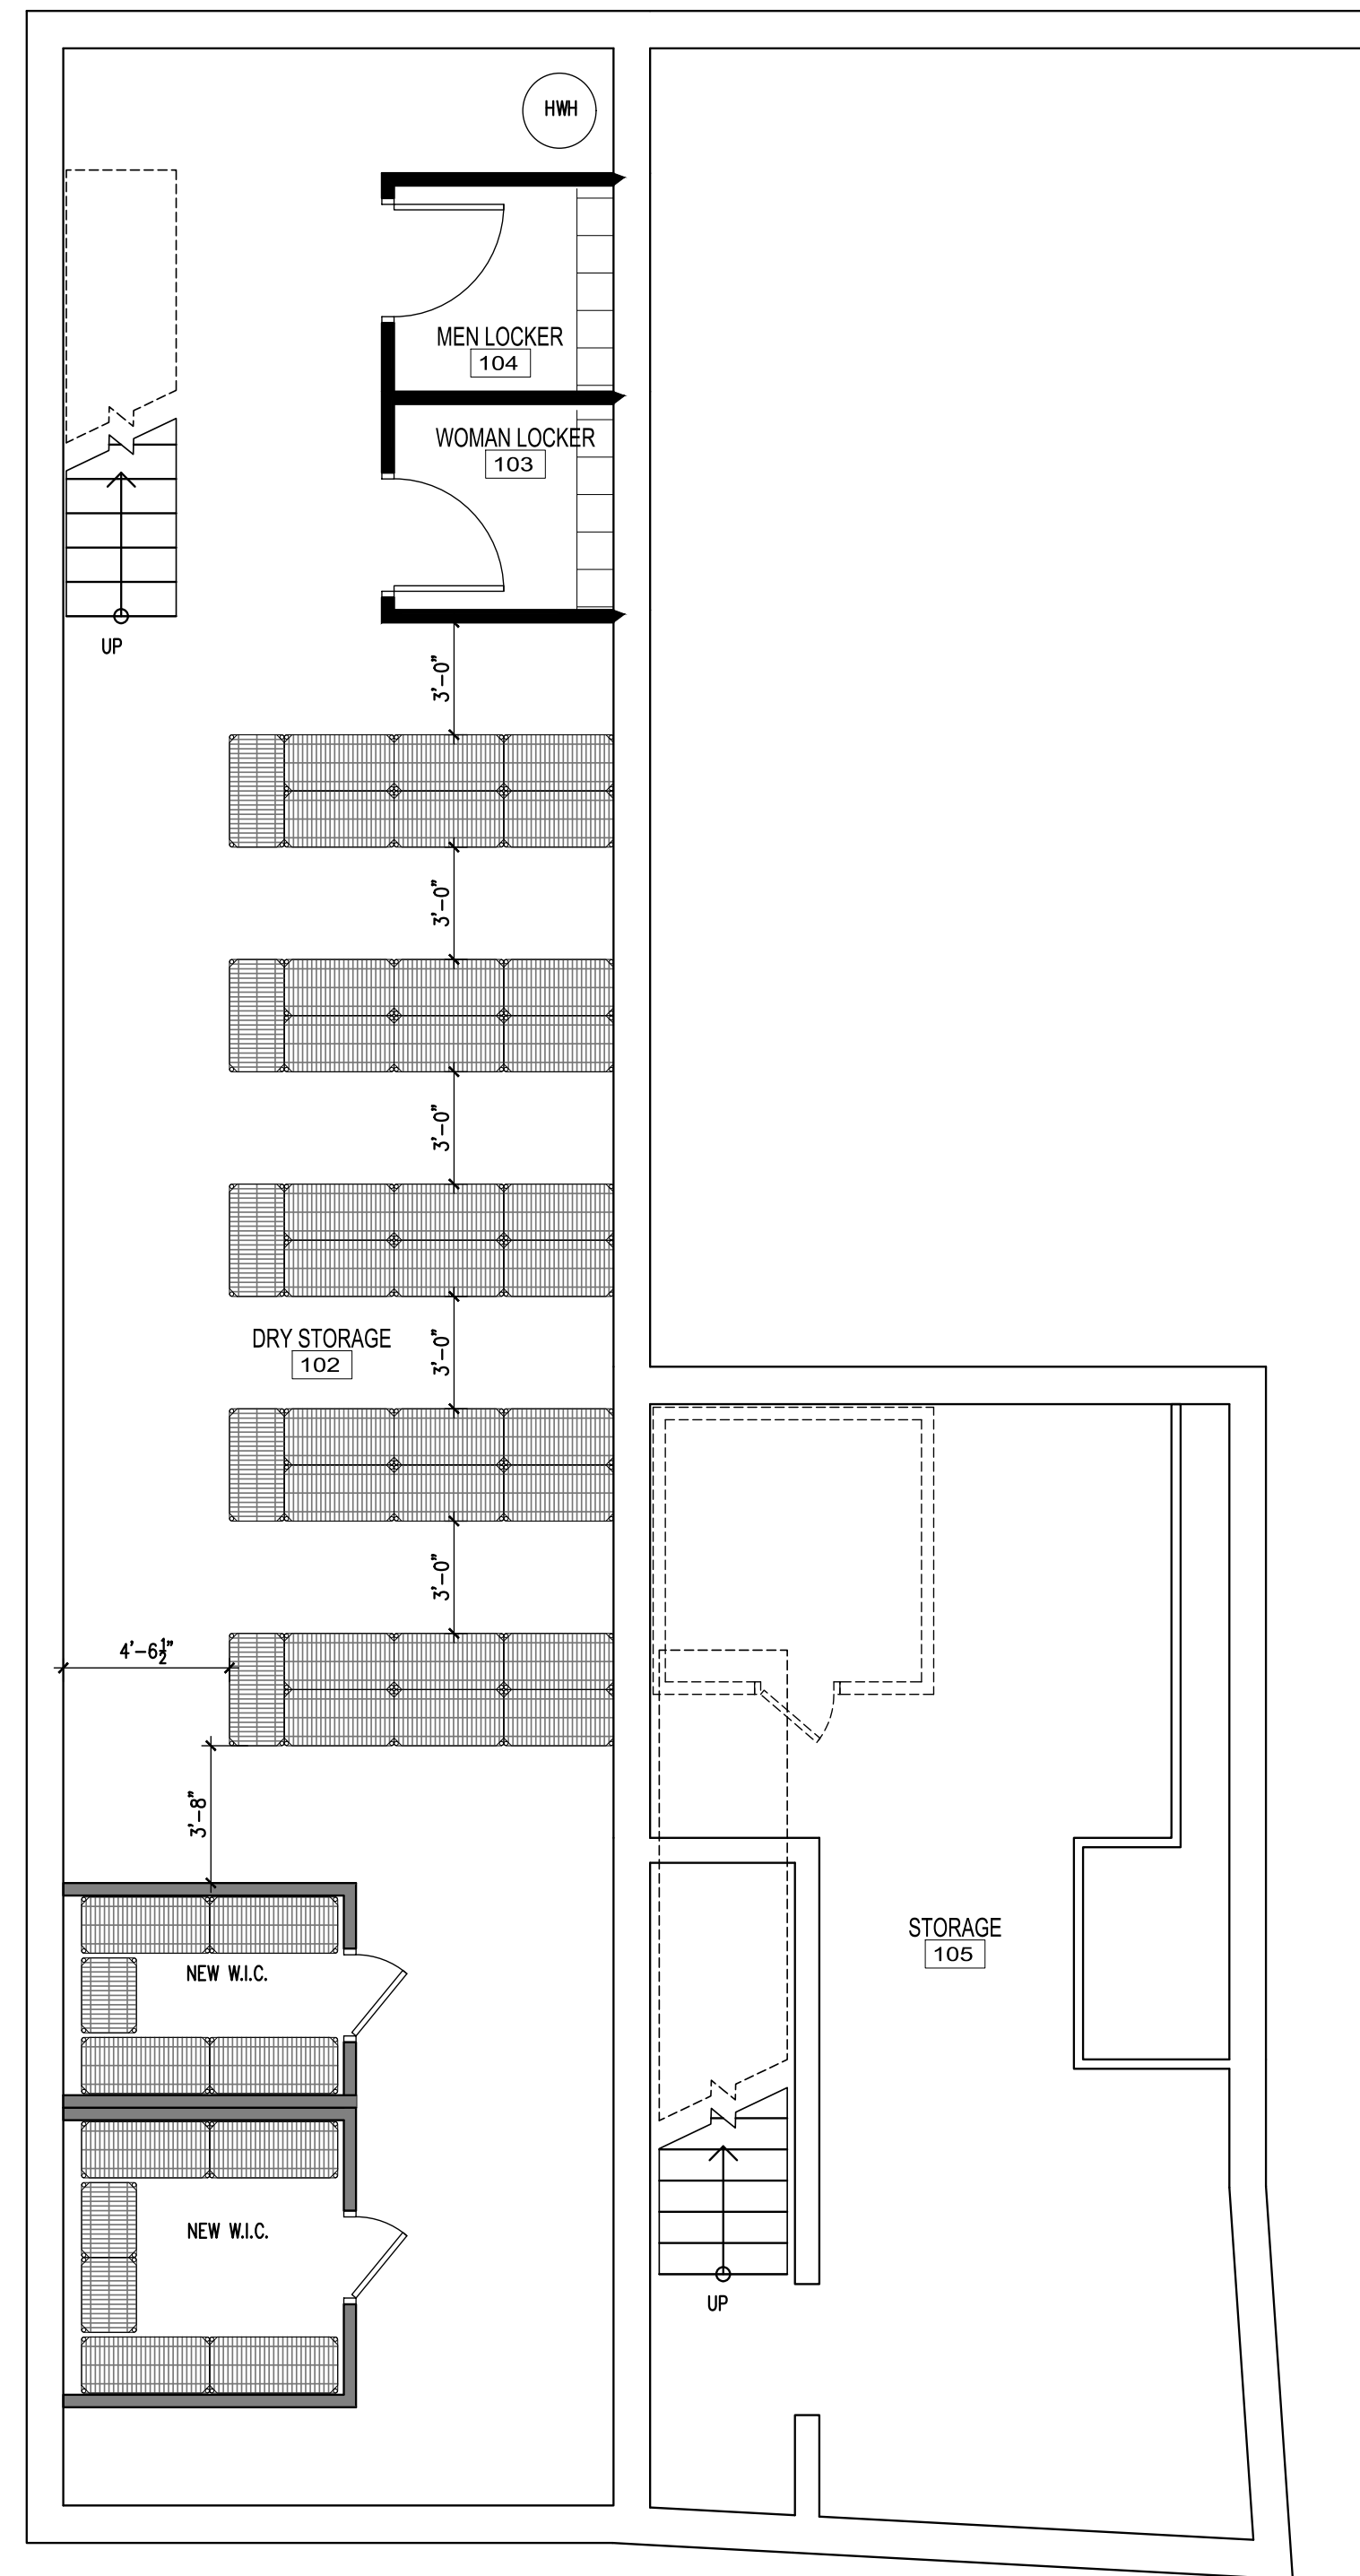 HWH
MEN LOCKER
104
WOMAN LOCKER
103
UP
3'-0"
3'-0"
3'-0"
DRY STORAGE
102
3'-0"
3'-0"
4'-6½"
3'-8"
STORAGE
105
NEW W.I.C.
NEW W.I.C.
UP